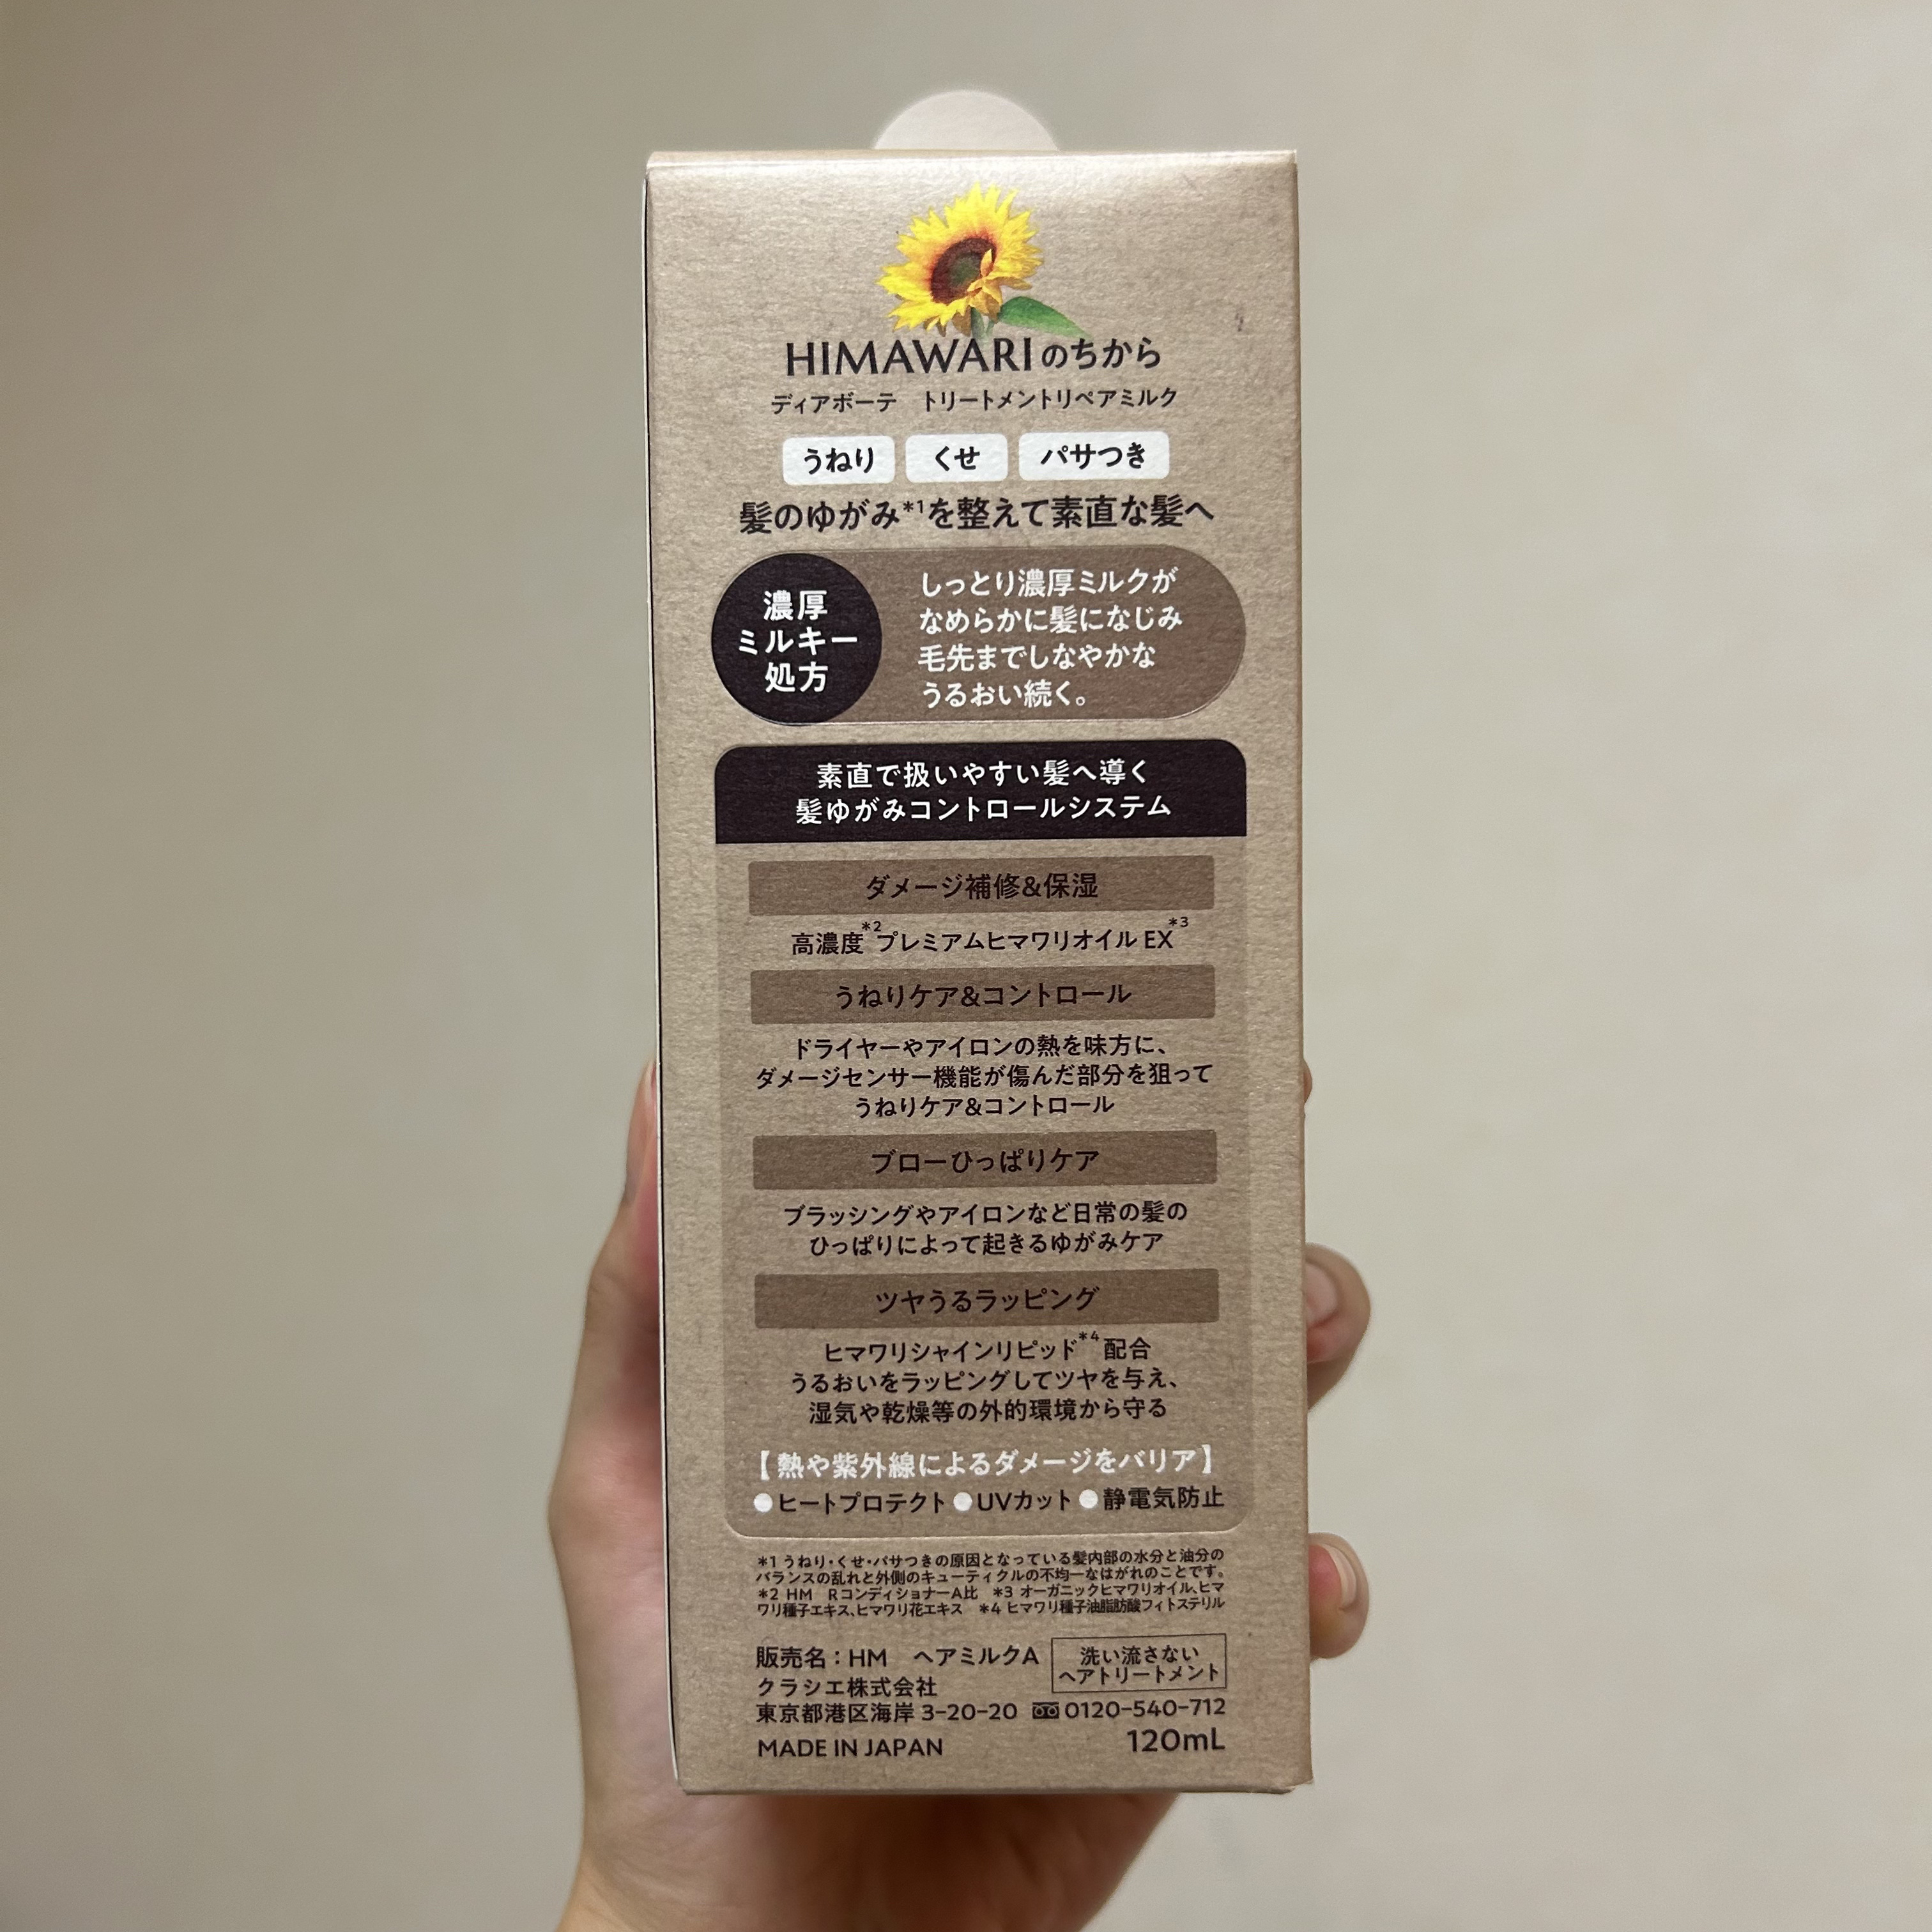 HIMAWARIのちから
ディアボーテ　トリートメントリペアミルク
うねり くせ パサつき
髪のゆがみ*1を整えて素直な髪へ
濃厚
ミルキー
処方
しっとり濃厚ミルクが
なめらかに髪になじみ
毛先までしなやかな
うるおい続く。
素直で扱いやすい髪へ導く
髪ゆがみコントロールシステム
ダメージ補修&保湿
高濃度*2プレミアムヒマワリオイル EX*3
うねりケア&コントロール
ドライヤーやアイロンの熱を味方に、
ダメージセンサー機能が傷んだ部分を狙って
うねりケア&コントロール
ブローひっぱりケア
ブラッシングやアイロンなど日常の髪の
ひっぱりによって起きるゆがみケア
ツヤうるラッピング
ヒマワリシャインリピッド*4配合
うるおいをラッピングしてツヤを与え、
湿気や乾燥等の外的環境から守る
【熱や紫外線によるダメージをバリア】
●ヒートプロテクト ●UVカット ●静電気防止
*1 うねり・くせ・パサつきの原因となっている髪内部の水分と油分の
バランスの乱れと外側のキューティクルの不均一なはがれのことです。
*2 HM　RコンディショナーA比　*3 オーガニックヒマワリオイル、ヒマ
ワリ種子エキス、ヒマワリ花エキス　*4 ヒマワリ種子油脂肪酸フィトステリル
販売名：HM　ヘアミルクA
洗い流さない
ヘアトリートメント
クラシエ株式会社
東京都港区海岸 3-20-20 0120-540-712
MADE IN JAPAN 120mL